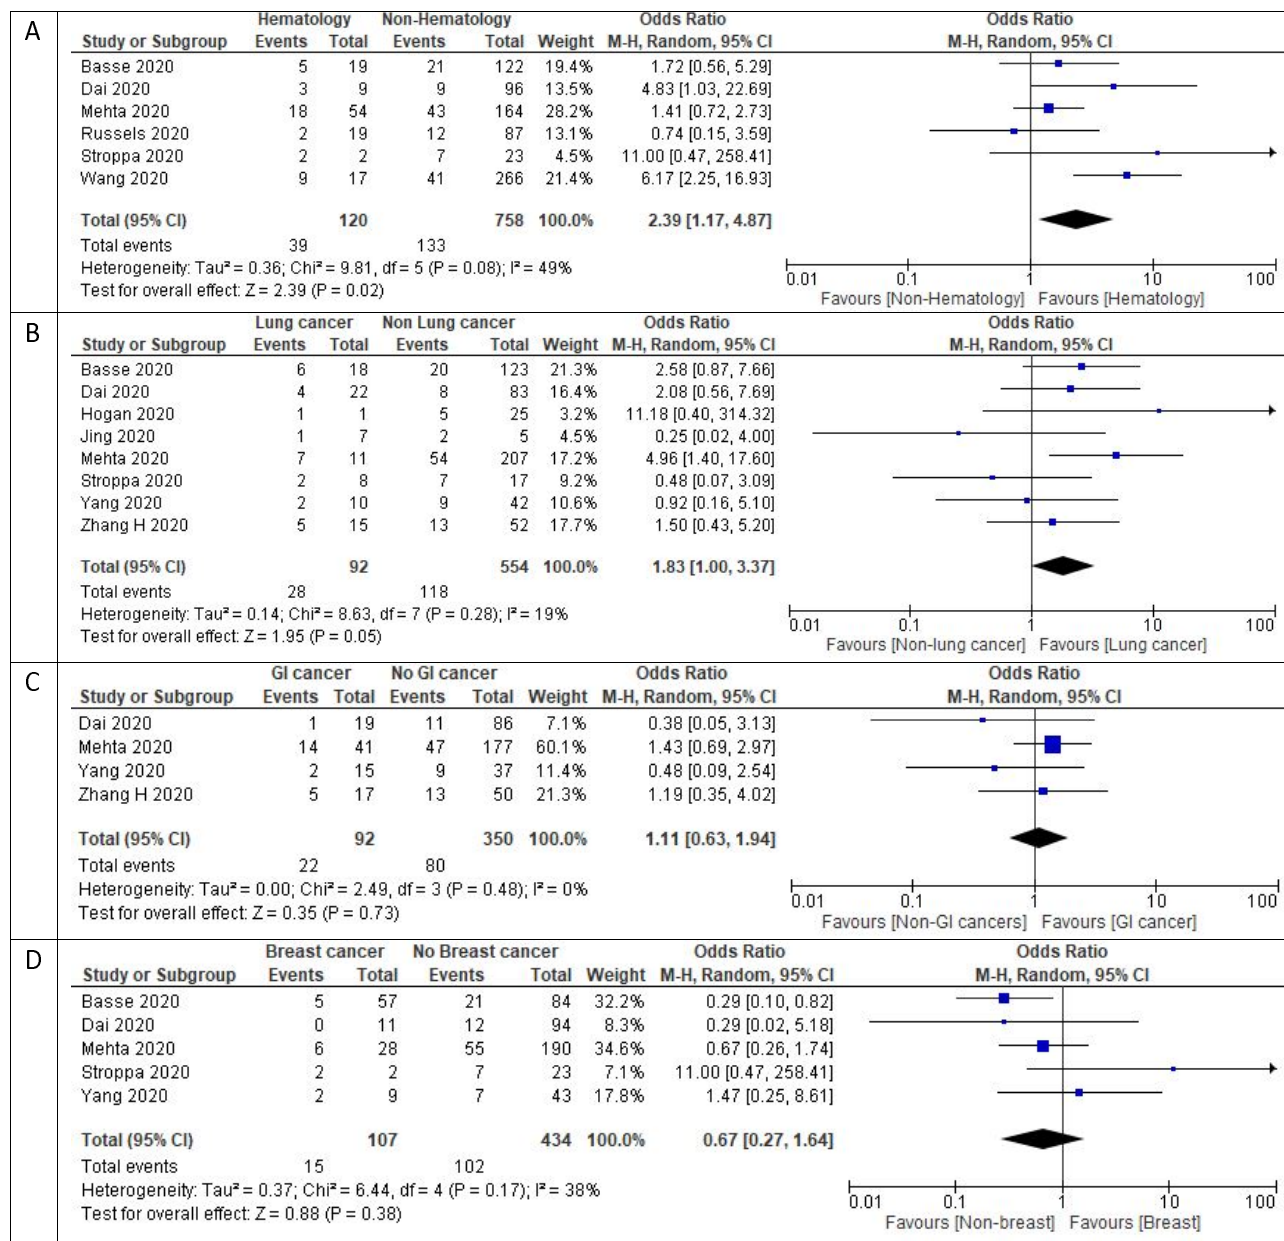 A
Hematology Non-Hematology Odds Ratio Odds Ratio
Study or Subgroup Events Total Events Total Weight M-H, Random, 95% CI M-H, Random, 95% CI
Basse 2020 5 19 21 122 19.4% 1.72 [0.56, 5.29]
Dai 2020 3 9 9 96 13.5% 4.83 [1.03, 22.69]
Mehta 2020 18 54 43 164 28.2% 1.41 [0.72, 2.73]
Russels 2020 2 19 12 87 13.1% 0.74 [0.15, 3.59]
Stroppa 2020 2 2 7 23 4.5% 11.00 [0.47, 258.41]
Wang 2020 9 17 41 266 21.4% 6.17 [2.25, 16.93]
Total (95% CI) 120 758 100.0% 2.39 [1.17, 4.87]
Total events 39 133
Heterogeneity: Tau² = 0.36; Chi² = 9.81, df = 5 (P = 0.08); I² = 49%
Test for overall effect: Z = 2.39 (P = 0.02)
0.01 0.1 1 10 100
Favours [Non-Hematology] Favours [Hematology]
B
Lung cancer Non Lung cancer Odds Ratio Odds Ratio
Study or Subgroup Events Total Events Total Weight M-H, Random, 95% CI M-H, Random, 95% CI
Basse 2020 6 18 20 123 21.3% 2.58 [0.87, 7.66]
Dai 2020 4 22 8 83 16.4% 2.08 [0.56, 7.69]
Hogan 2020 1 1 5 25 3.2% 11.18 [0.40, 314.32]
Jing 2020 1 7 2 5 4.5% 0.25 [0.02, 4.00]
Mehta 2020 7 11 54 207 17.2% 4.96 [1.40, 17.60]
Stroppa 2020 2 8 7 17 9.2% 0.48 [0.07, 3.09]
Yang 2020 2 10 9 42 10.6% 0.92 [0.16, 5.10]
Zhang H 2020 5 15 13 52 17.7% 1.50 [0.43, 5.20]
Total (95% CI) 92 554 100.0% 1.83 [1.00, 3.37]
Total events 28 118
Heterogeneity: Tau² = 0.14; Chi² = 8.63, df = 7 (P = 0.28); I² = 19%
Test for overall effect: Z = 1.95 (P = 0.05)
0.01 0.1 1 10 100
Favours [Non-lung cancer] Favours [Lung cancer]
C
GI cancer No GI cancer Odds Ratio Odds Ratio
Study or Subgroup Events Total Events Total Weight M-H, Random, 95% CI M-H, Random, 95% CI
Dai 2020 1 19 11 86 7.1% 0.38 [0.05, 3.13]
Mehta 2020 14 41 47 177 60.1% 1.43 [0.69, 2.97]
Yang 2020 2 15 9 37 11.4% 0.48 [0.09, 2.54]
Zhang H 2020 5 17 13 50 21.3% 1.19 [0.35, 4.02]
Total (95% CI) 92 350 100.0% 1.11 [0.63, 1.94]
Total events 22 80
Heterogeneity: Tau² = 0.00; Chi² = 2.49, df = 3 (P = 0.48); I² = 0%
Test for overall effect: Z = 0.35 (P = 0.73)
0.01 0.1 1 10 100
Favours [Non-GI cancers] Favours [GI cancer]
D
Breast cancer No Breast cancer Odds Ratio Odds Ratio
Study or Subgroup Events Total Events Total Weight M-H, Random, 95% CI M-H, Random, 95% CI
Basse 2020 5 57 21 84 32.2% 0.29 [0.10, 0.82]
Dai 2020 0 11 12 94 8.3% 0.29 [0.02, 5.18]
Mehta 2020 6 28 55 190 34.6% 0.67 [0.26, 1.74]
Stroppa 2020 2 2 7 23 7.1% 11.00 [0.47, 258.41]
Yang 2020 2 9 7 43 17.8% 1.47 [0.25, 8.61]
Total (95% CI) 107 434 100.0% 0.67 [0.27, 1.64]
Total events 15 102
Heterogeneity: Tau² = 0.37; Chi² = 6.44, df = 4 (P = 0.17); I² = 38%
Test for overall effect: Z = 0.88 (P = 0.38)
0.01 0.1 1 10 100
Favours [Non-breast] Favours [Breast]